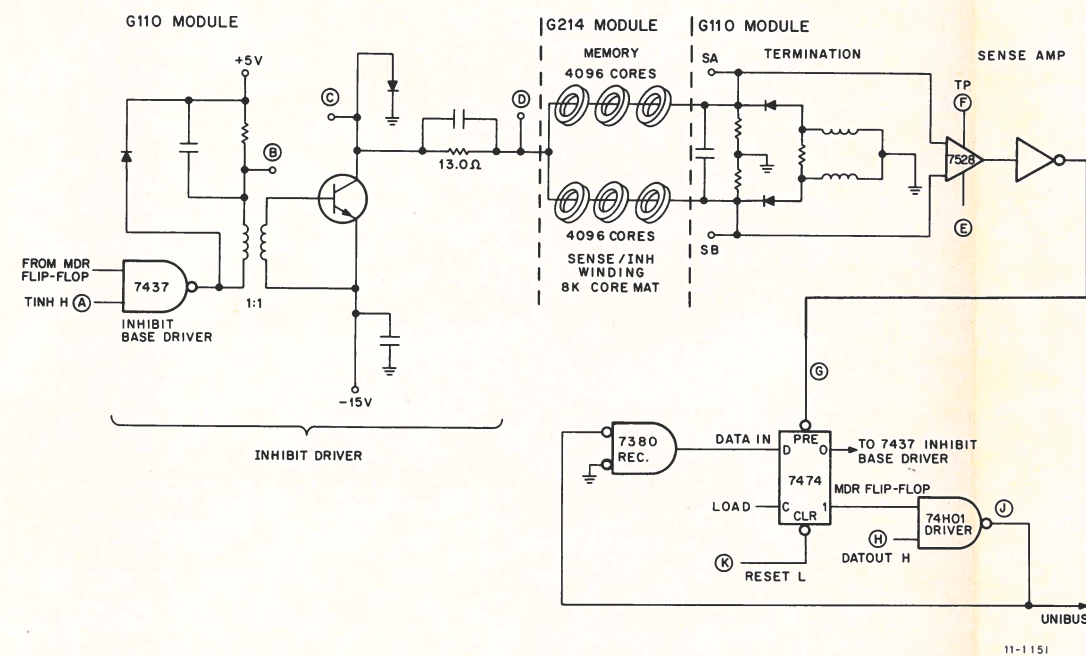 G110 MODULE
G214 MODULE
G110 MODULE
MEMORY
4096 CORES
SA
TERMINATION
SENSE AMP
+5V
TP
F
C
D
B
13.0Ω
7528
E
4096 CORES
SB
SENSE/INH
WINDING
8K CORE MAT
FROM MDR
FLIP-FLOP
7437
TINH H A
1:1
INHIBIT
BASE DRIVER
-15V
INHIBIT DRIVER
G
7380
REC.
DATA IN
PRE
D
0
TO 7437 INHIBIT
BASE DRIVER
7474
MDR FLIP-FLOP
LOAD
C
1
CLR
74H01
DRIVER
J
H
DATOUT H
K
RESET L
UNIBUS
11-1151